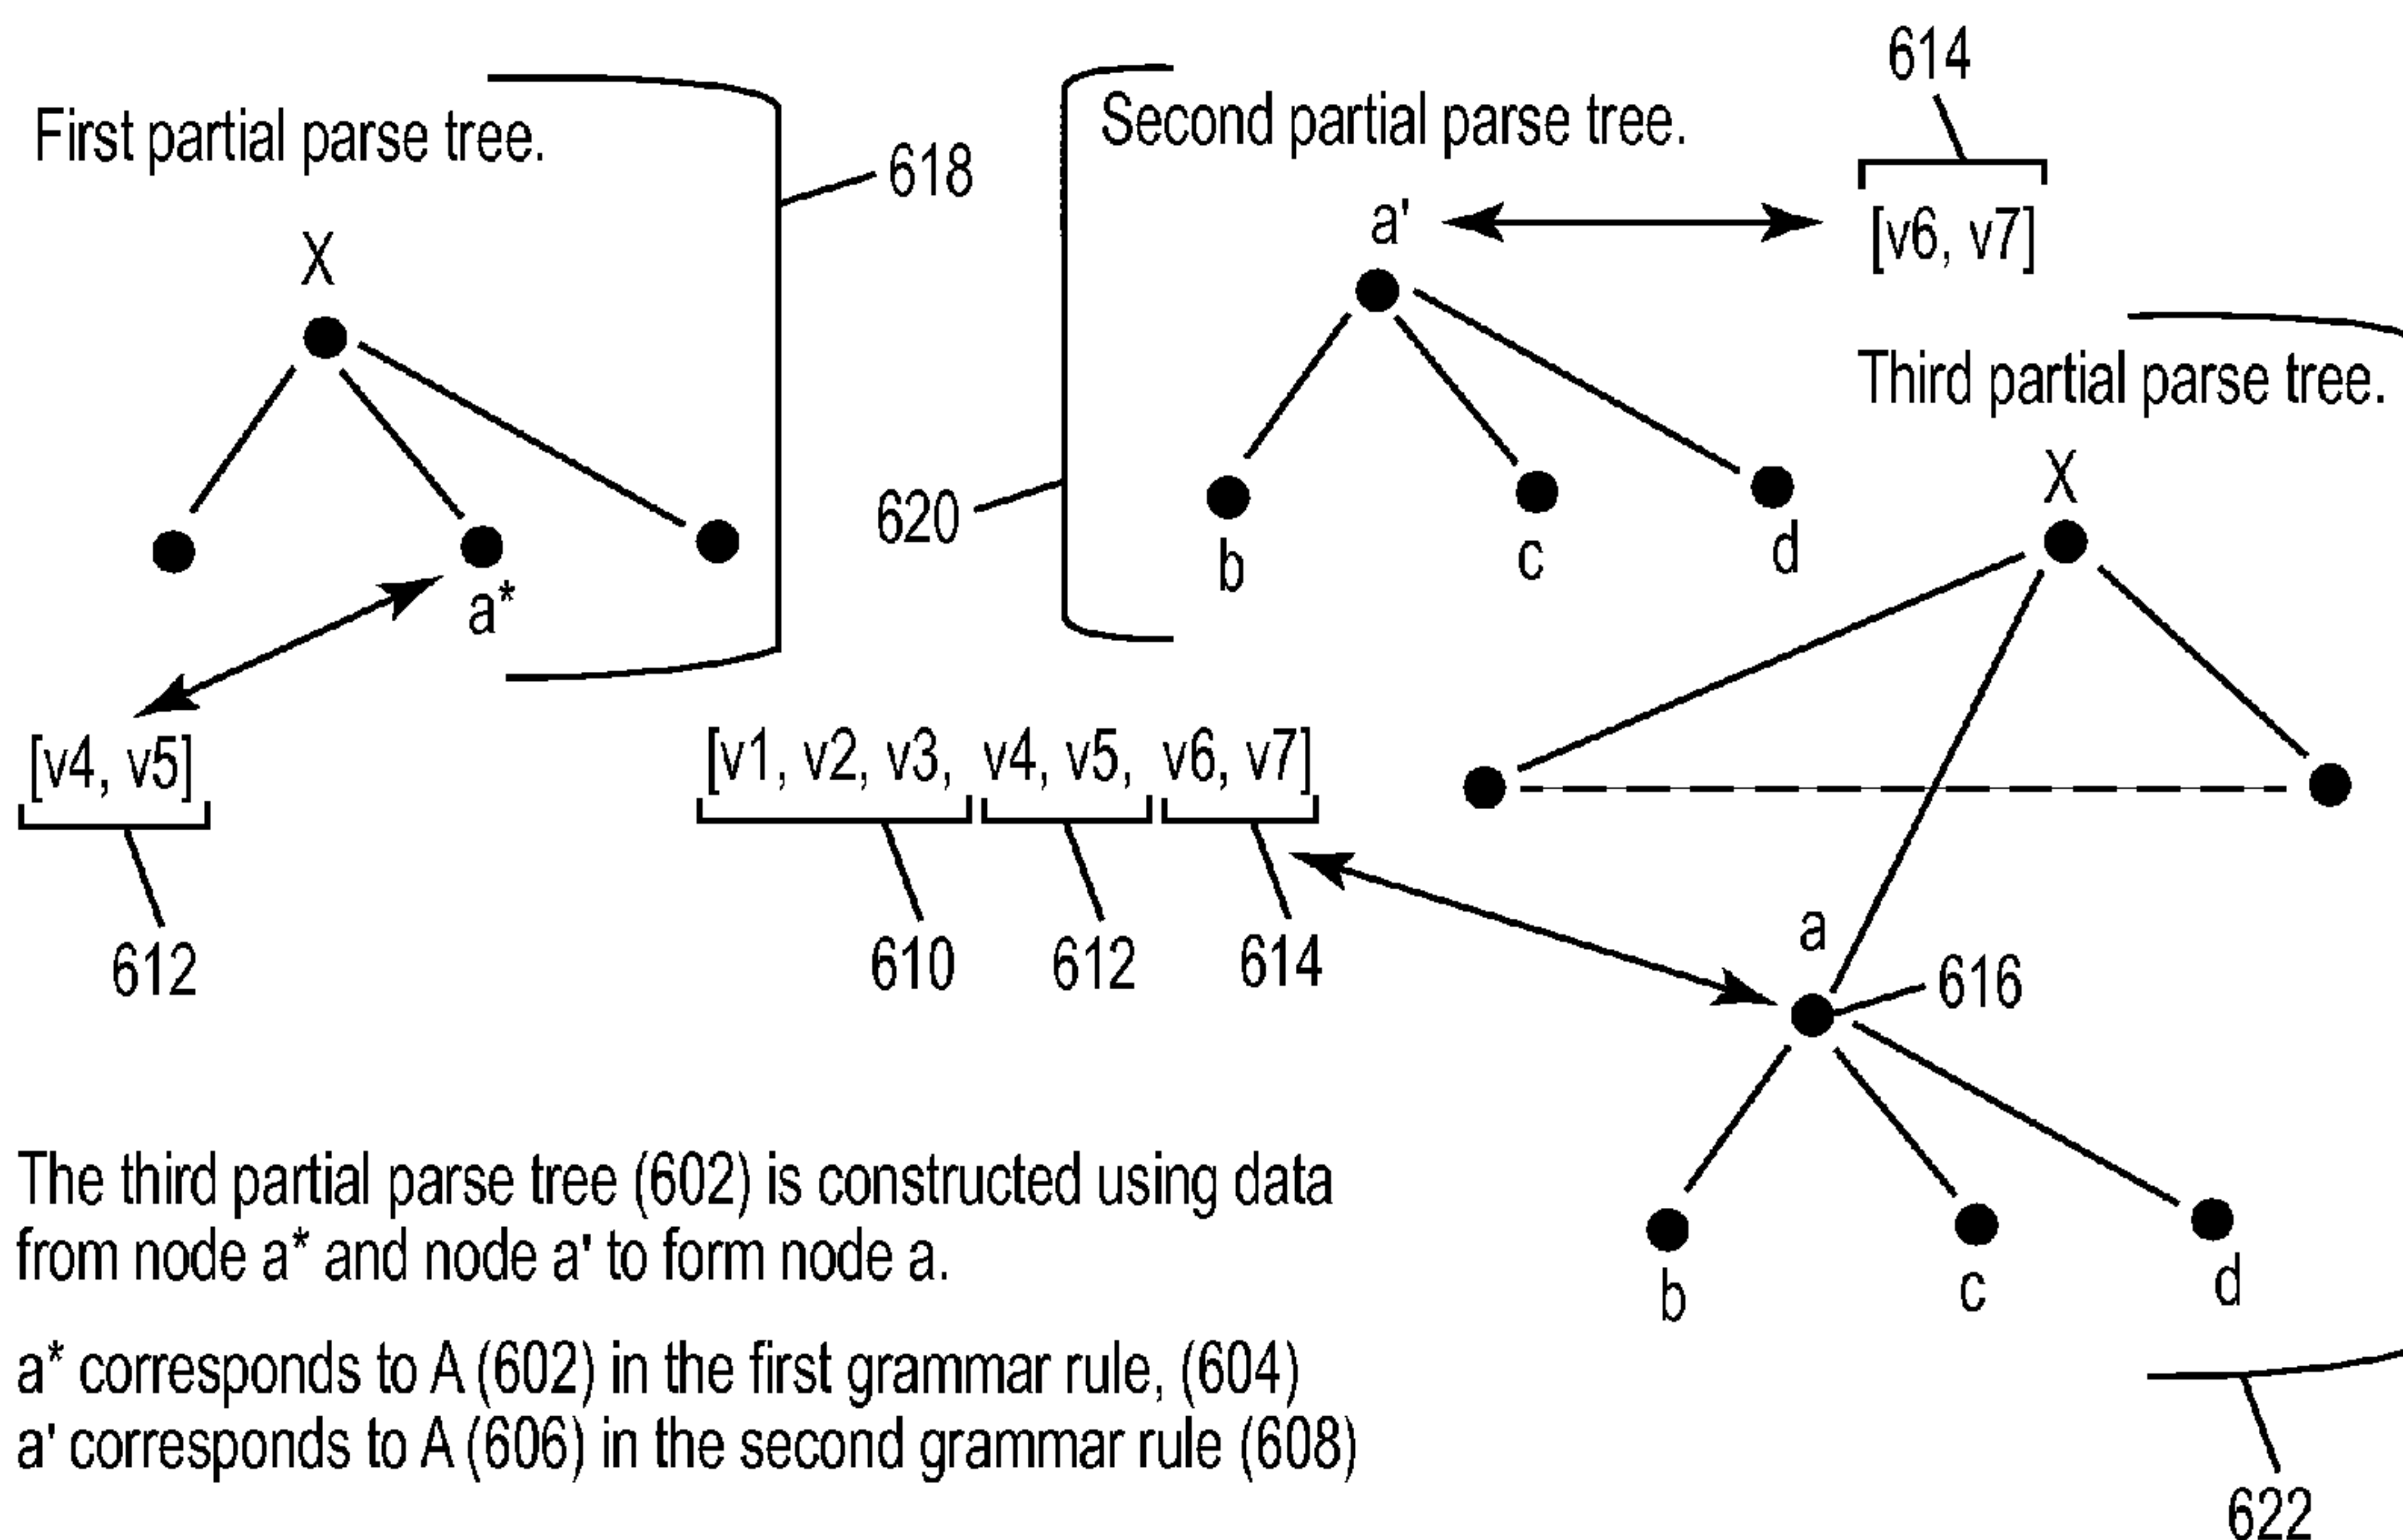 614
First partial parse tree.
Second partial parse tree.
618
a'
[v6, v7]
X
Third partial parse tree.
X
620
b
c
d
a*
[v4, v5]
[v1, v2, v3, v4, v5, v6, v7]
a
612
610
612
614
616
The third partial parse tree (602) is constructed using data
from node a* and node a' to form node a.
b
c
d
a* corresponds to A (602) in the first grammar rule, (604)
a' corresponds to A (606) in the second grammar rule (608)
622